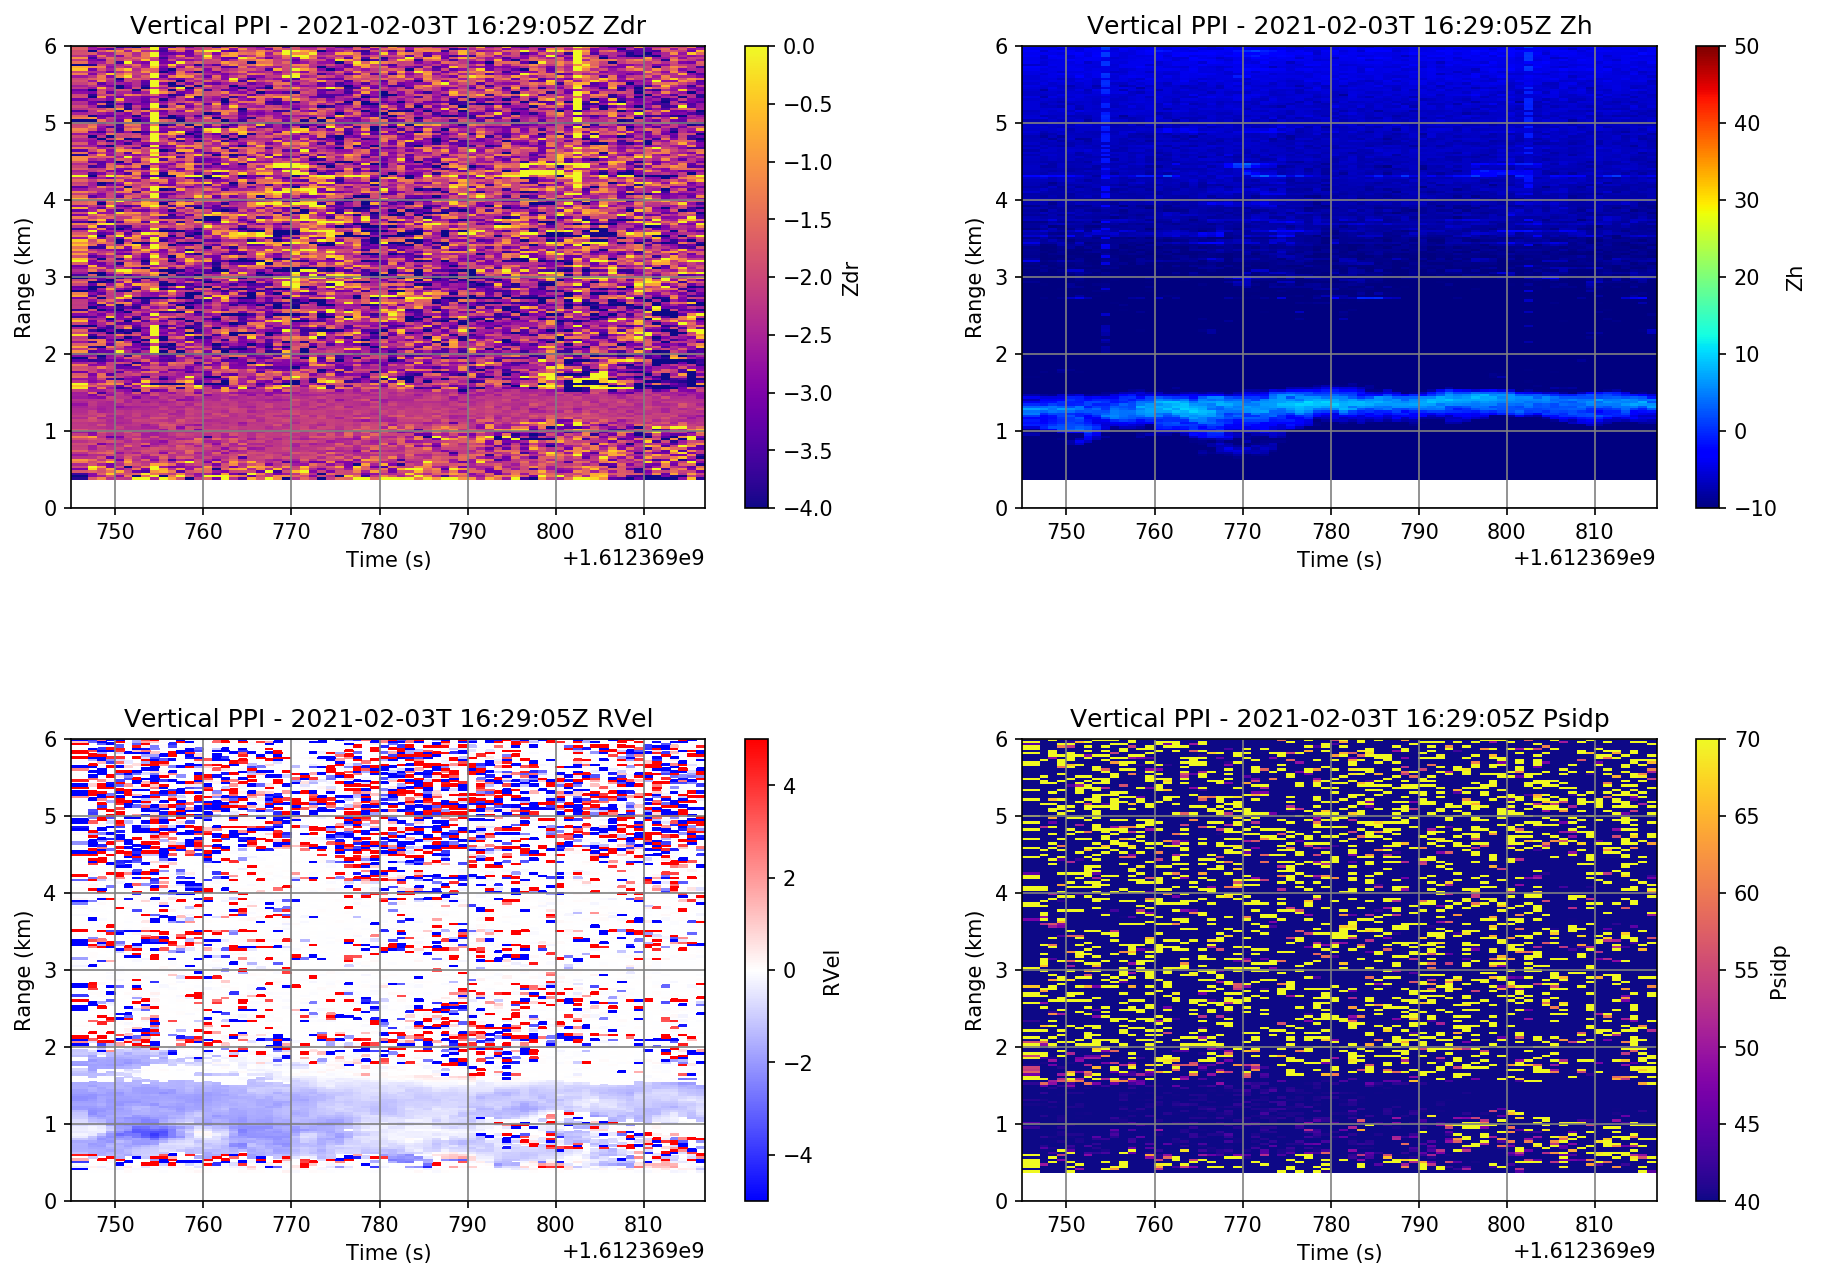 Vertical PPI - 2021-02-03T 16:29:05Z Zdr
6
5
4
3
2
1
0
Range (km)
750 760 770 780 790 800 810
Time (s)
+1.612369e9
0.0
−0.5
−1.0
−1.5
−2.0
−2.5
−3.0
−3.5
−4.0
Zdr
Vertical PPI - 2021-02-03T 16:29:05Z Zh
6
5
4
3
2
1
0
Range (km)
750 760 770 780 790 800 810
Time (s)
+1.612369e9
50
40
30
20
10
0
−10
Zh
Vertical PPI - 2021-02-03T 16:29:05Z RVel
6
5
4
3
2
1
0
Range (km)
750 760 770 780 790 800 810
Time (s)
+1.612369e9
4
2
0
−2
−4
RVel
Vertical PPI - 2021-02-03T 16:29:05Z Psidp
6
5
4
3
2
1
0
Range (km)
750 760 770 780 790 800 810
Time (s)
+1.612369e9
70
65
60
55
50
45
40
Psidp